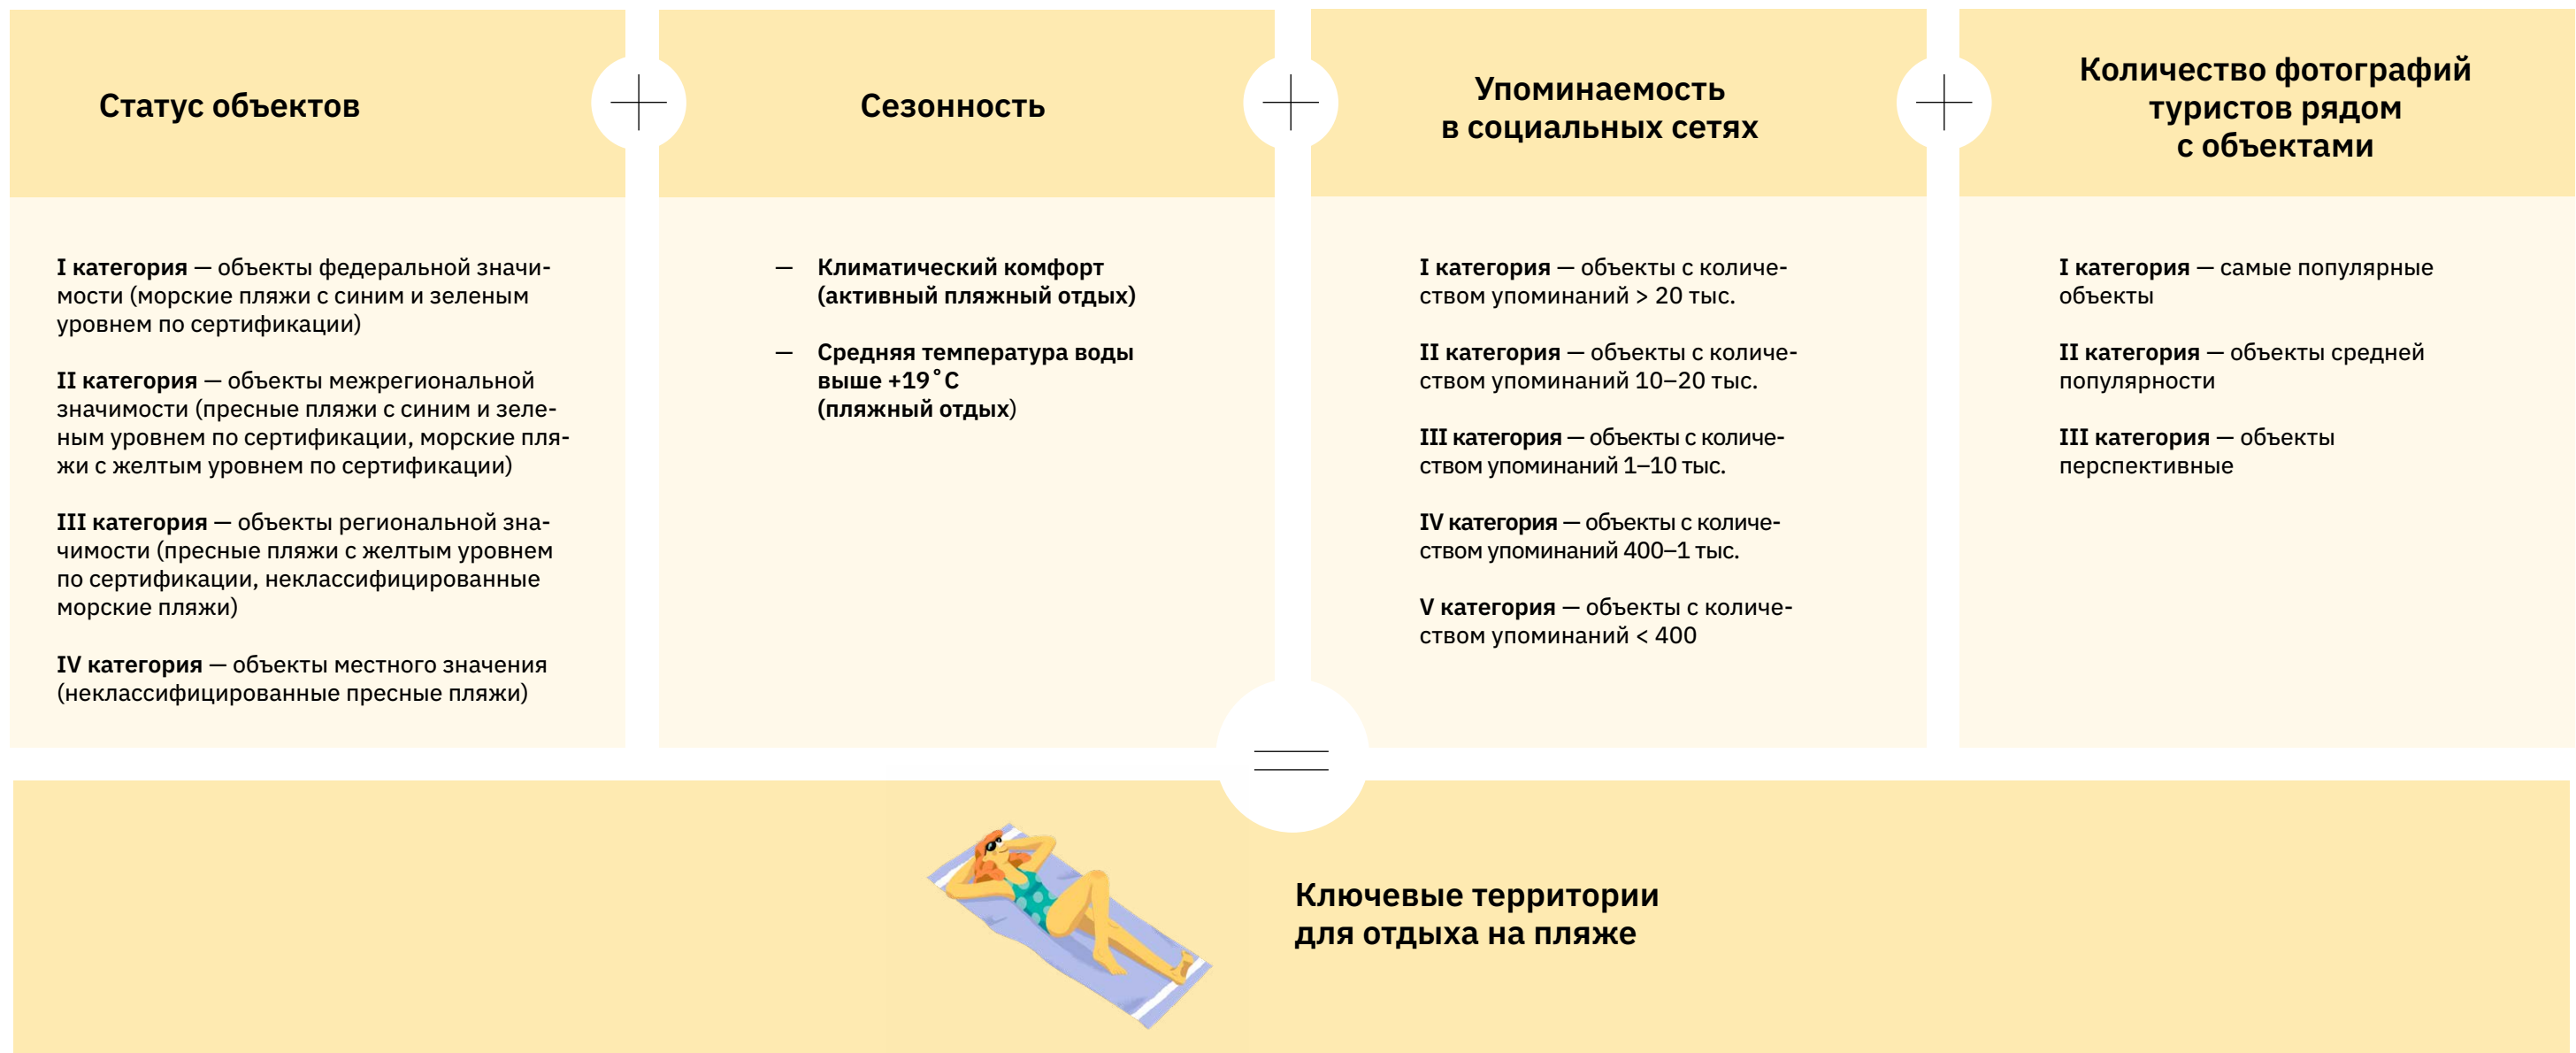 Статус объектов
Сезонность
Упоминаемость
в социальных сетях
Количество фотографий
туристов рядом
с объектами
I категория — объекты федеральной значи-
мости (морские пляжи с синим и зеленым
уровнем по сертификации)
II категория — объекты межрегиональной
значимости (пресные пляжи с синим и зеле-
ным уровнем по сертификации, морские пля-
жи с желтым уровнем по сертификации)
III категория — объекты региональной зна-
чимости (пресные пляжи с желтым уровнем
по сертификации, неклассифицированные
морские пляжи)
IV категория — объекты местного значения
(неклассифицированные пресные пляжи)
— Климатический комфорт
(активный пляжный отдых)
— Средняя температура воды
выше +19˚С
(пляжный отдых)
I категория — объекты с количе-
ством упоминаний > 20 тыс.
II категория — объекты с количе-
ством упоминаний 10–20 тыс.
III категория — объекты с количе-
ством упоминаний 1–10 тыс.
IV категория — объекты с количе-
ством упоминаний 400–1 тыс.
V категория — объекты с количе-
ством упоминаний < 400
I категория — самые популярные
объекты
II категория — объекты средней
популярности
III категория — объекты
перспективные
Ключевые территории
для отдыха на пляже